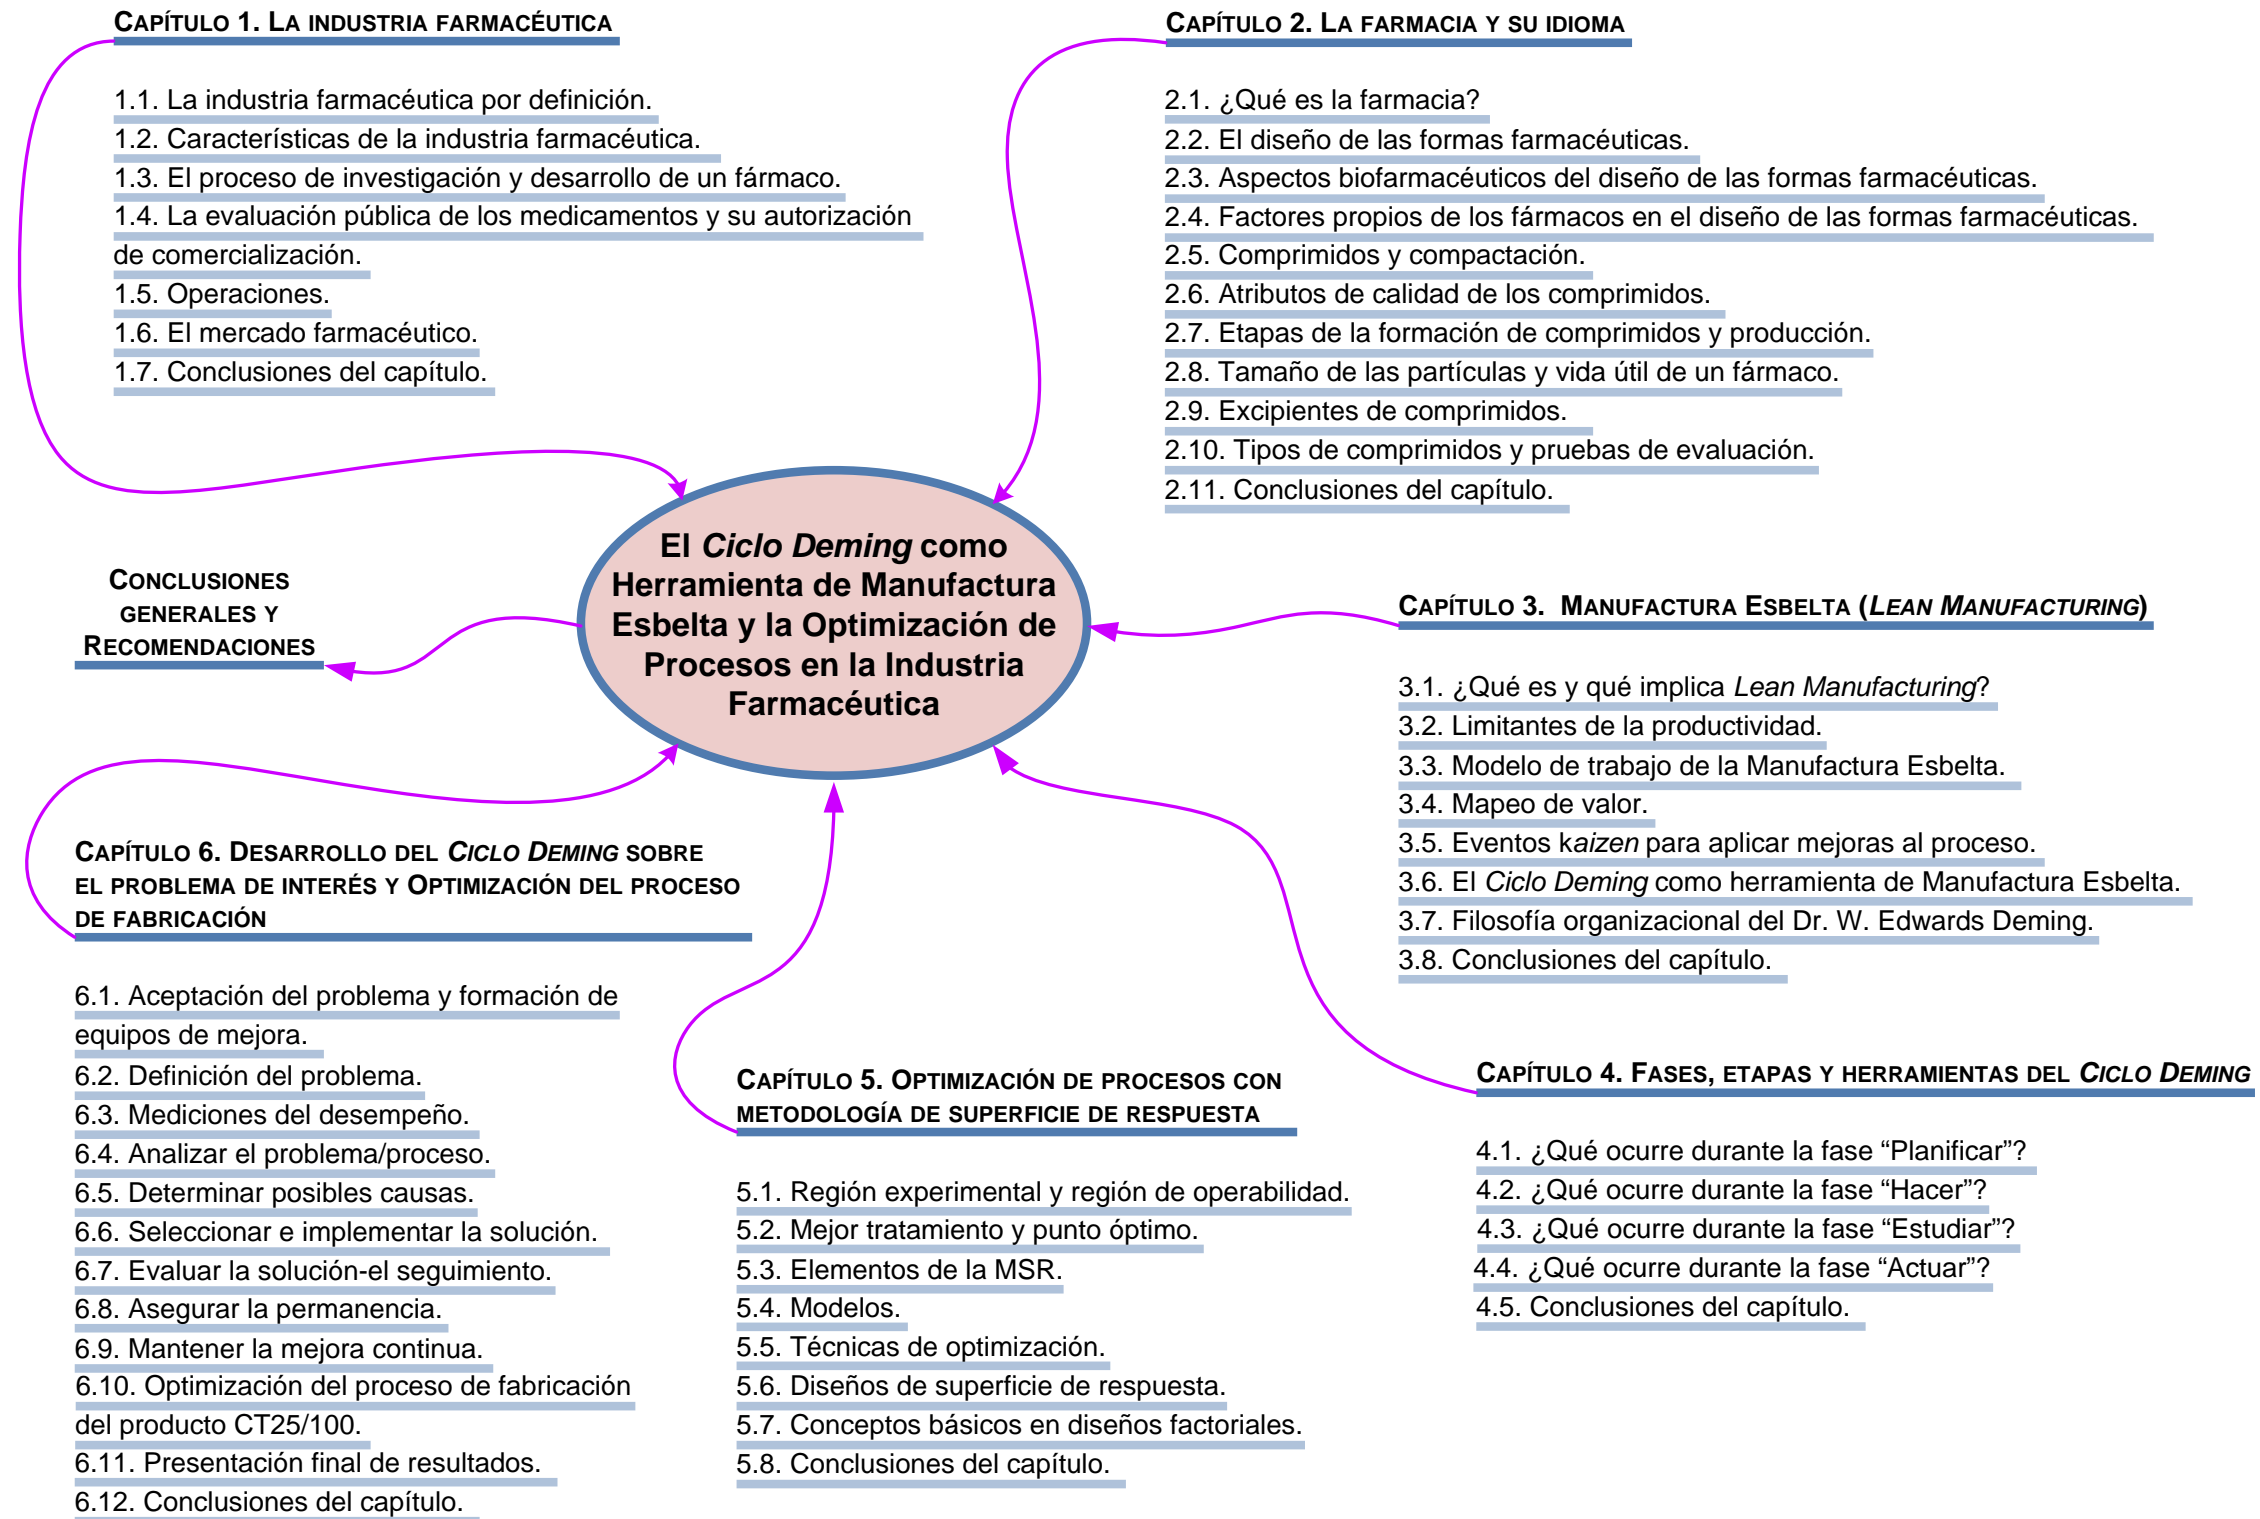 CAPÍTULO 1. LA INDUSTRIA FARMACÉUTICA
1.1. La industria farmacéutica por definición.
1.2. Características de la industria farmacéutica.
1.3. El proceso de investigación y desarrollo de un fármaco.
1.4. La evaluación pública de los medicamentos y su autorización
de comercialización.
1.5. Operaciones.
1.6. El mercado farmacéutico.
1.7. Conclusiones del capítulo.
CAPÍTULO 2. LA FARMACIA Y SU IDIOMA
2.1. ¿Qué es la farmacia?
2.2. El diseño de las formas farmacéuticas.
2.3. Aspectos biofarmacéuticos del diseño de las formas farmacéuticas.
2.4. Factores propios de los fármacos en el diseño de las formas farmacéuticas.
2.5. Comprimidos y compactación.
2.6. Atributos de calidad de los comprimidos.
2.7. Etapas de la formación de comprimidos y producción.
2.8. Tamaño de las partículas y vida útil de un fármaco.
2.9. Excipientes de comprimidos.
2.10. Tipos de comprimidos y pruebas de evaluación.
2.11. Conclusiones del capítulo.
El Ciclo Deming como
Herramienta de Manufactura
Esbelta y la Optimización de
Procesos en la Industria
Farmacéutica
CONCLUSIONES
GENERALES Y
RECOMENDACIONES
CAPÍTULO 3. MANUFACTURA ESBELTA (LEAN MANUFACTURING)
3.1. ¿Qué es y qué implica Lean Manufacturing?
3.2. Limitantes de la productividad.
3.3. Modelo de trabajo de la Manufactura Esbelta.
3.4. Mapeo de valor.
3.5. Eventos kaizen para aplicar mejoras al proceso.
3.6. El Ciclo Deming como herramienta de Manufactura Esbelta.
3.7. Filosofía organizacional del Dr. W. Edwards Deming.
3.8. Conclusiones del capítulo.
CAPÍTULO 6. DESARROLLO DEL CICLO DEMING SOBRE
EL PROBLEMA DE INTERÉS Y OPTIMIZACIÓN DEL PROCESO
DE FABRICACIÓN
6.1. Aceptación del problema y formación de
equipos de mejora.
6.2. Definición del problema.
6.3. Mediciones del desempeño.
6.4. Analizar el problema/proceso.
6.5. Determinar posibles causas.
6.6. Seleccionar e implementar la solución.
6.7. Evaluar la solución-el seguimiento.
6.8. Asegurar la permanencia.
6.9. Mantener la mejora continua.
6.10. Optimización del proceso de fabricación
del producto CT25/100.
6.11. Presentación final de resultados.
6.12. Conclusiones del capítulo.
CAPÍTULO 5. OPTIMIZACIÓN DE PROCESOS CON
METODOLOGÍA DE SUPERFICIE DE RESPUESTA
5.1. Región experimental y región de operabilidad.
5.2. Mejor tratamiento y punto óptimo.
5.3. Elementos de la MSR.
5.4. Modelos.
5.5. Técnicas de optimización.
5.6. Diseños de superficie de respuesta.
5.7. Conceptos básicos en diseños factoriales.
5.8. Conclusiones del capítulo.
CAPÍTULO 4. FASES, ETAPAS Y HERRAMIENTAS DEL CICLO DEMING
4.1. ¿Qué ocurre durante la fase “Planificar”?
4.2. ¿Qué ocurre durante la fase “Hacer”?
4.3. ¿Qué ocurre durante la fase “Estudiar”?
4.4. ¿Qué ocurre durante la fase “Actuar”?
4.5. Conclusiones del capítulo.